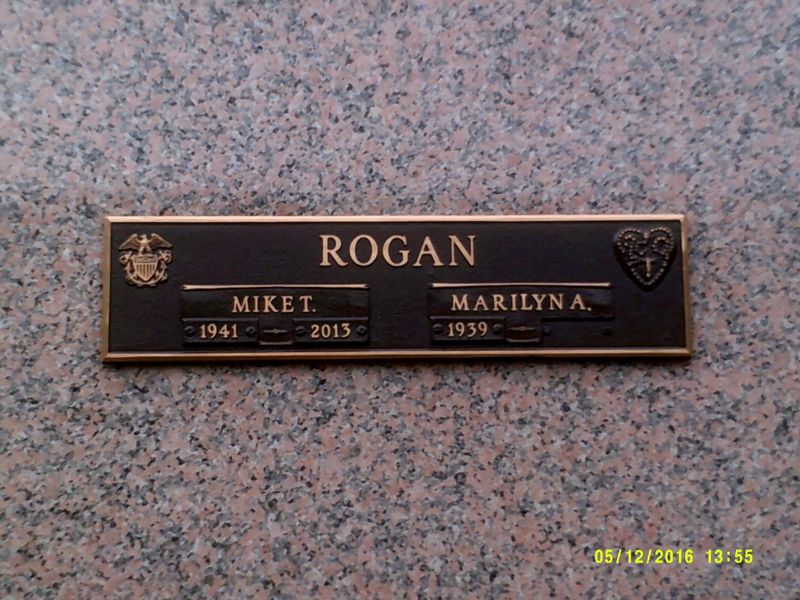 ROGAN
MIKE T.
MARILYN A.
1941 2013
1939
05/12/2016 13:55